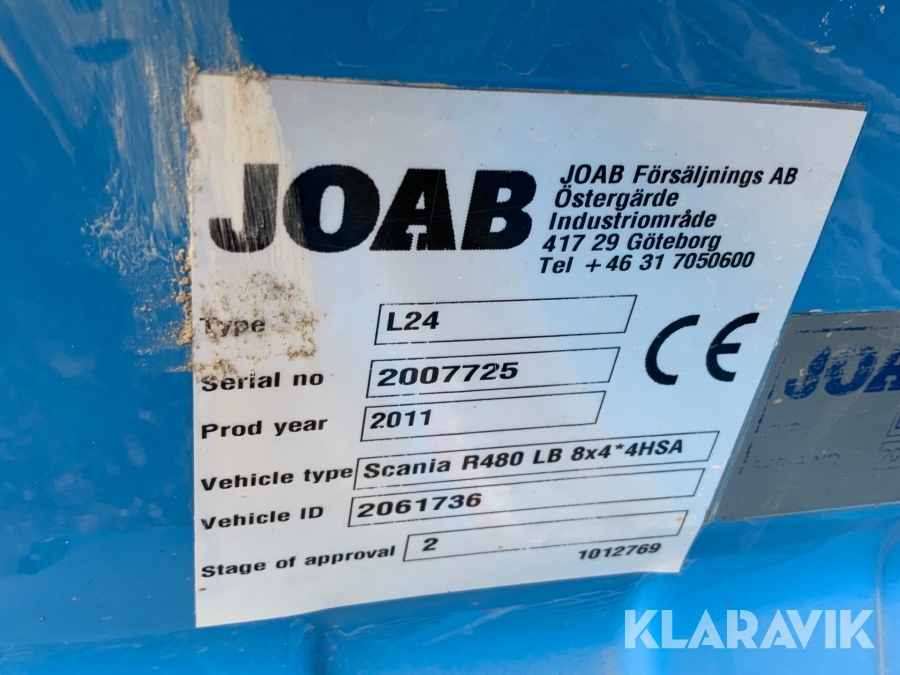 JOAB
JOAB Försäljnings AB
Östergärde
Industriområde
417 29 Göteborg
Tel +46 31 7050600
Type L24
Serial no 2007725
Prod year 2011
Vehicle type Scania R480 LB 8x4*4HSA
Vehicle ID 2061736
Stage of approval 2
1012769
CE
JOA
KLARAVIK